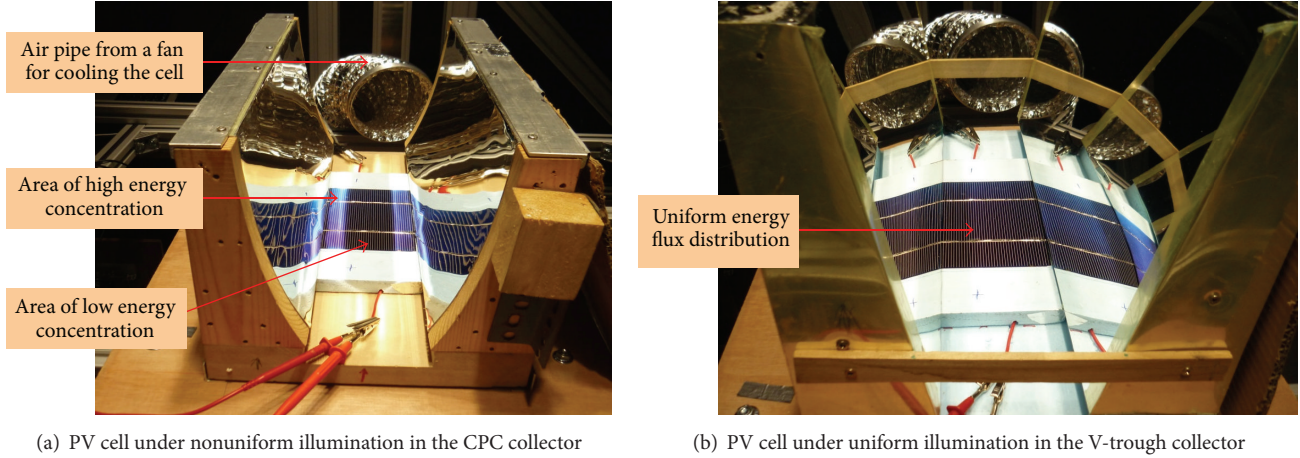 Air pipe from a fan
for cooling the cell
Area of high energy
concentration
Area of low energy
concentration
Uniform energy
flux distribution
(a) PV cell under nonuniform illumination in the CPC collector
(b) PV cell under uniform illumination in the V-trough collector